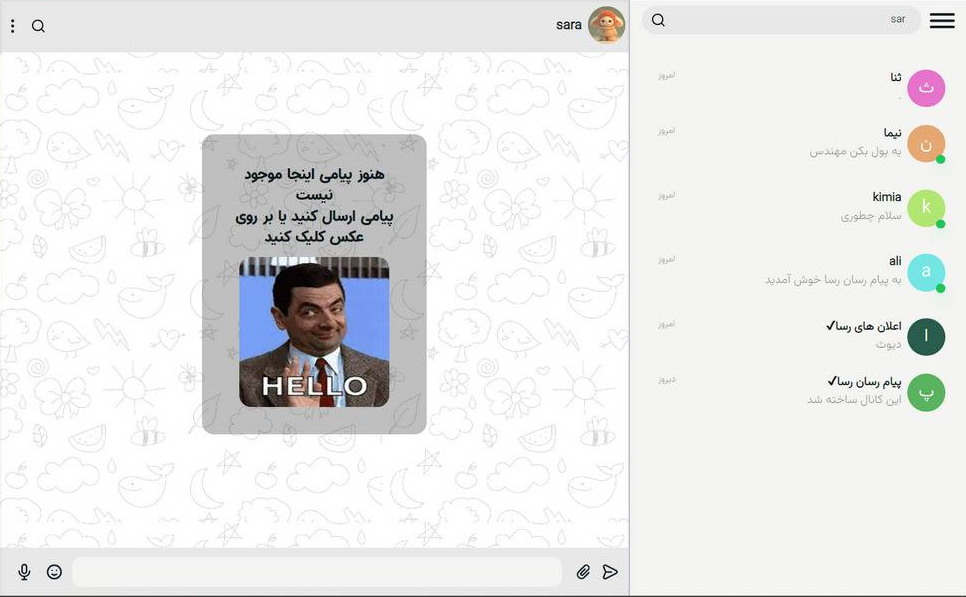 sara
sar
هنوز پیامی اینجا موجود
نیست
پیامی ارسال کنید یا بر روی
عکس کلیک کنید
HELLO
ث
ثنا
امروز
.
ن
نیما
امروز
یه پول بکن مهندس
k
kimia
امروز
سلام چطوری
a
ali
امروز
به پیام رسان رسا خوش آمدید
ا
اعلان های رسا✓
امروز
دیوث
پ
پیام رسان رسا✓
دیروز
این کانال ساخته شد